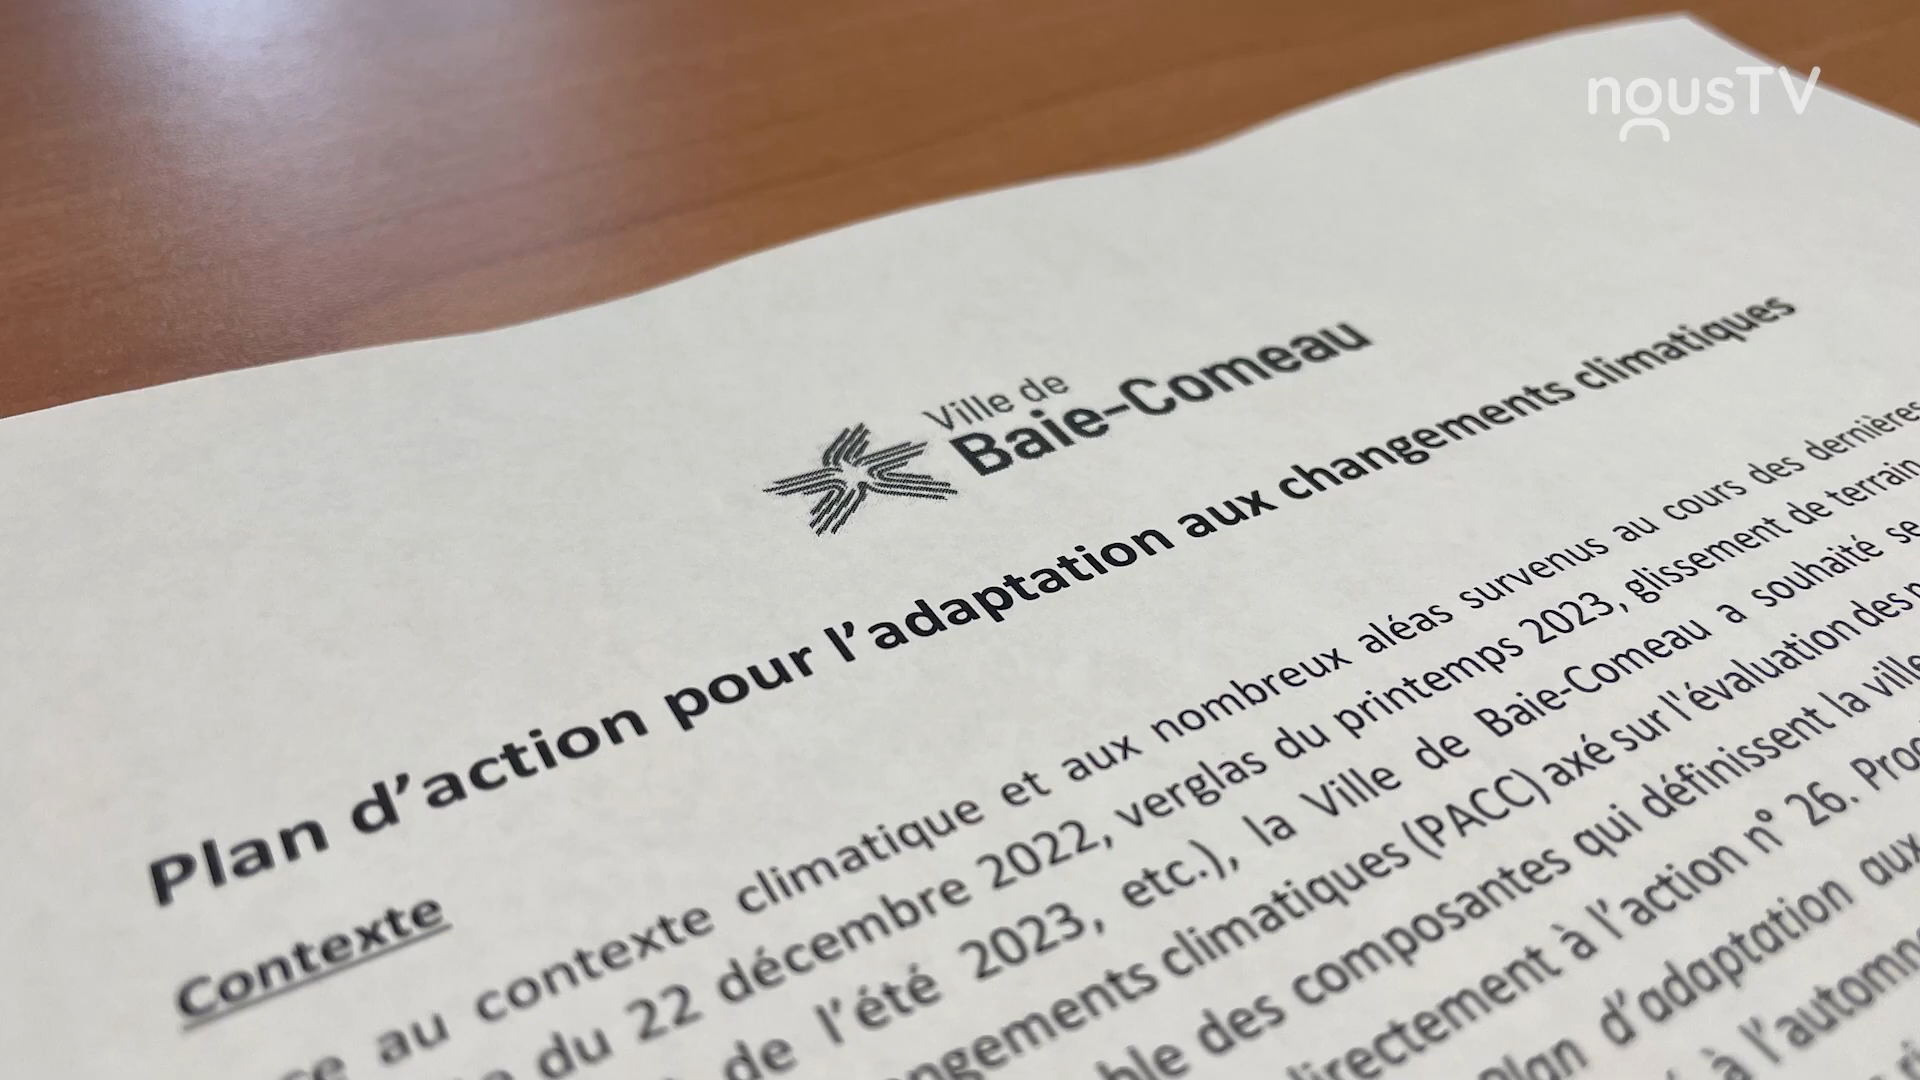 nousTV
Ville de
Baie-Comeau
Plan d'action pour l'adaptation aux changements climatiques
Contexte
au contexte climatique et aux nombreux aléas survenus au cours des dernières
du 22 décembre 2022, verglas du printemps 2023, glissement de terrain
de l'été 2023, etc.), la Ville de Baie-Comeau a souhaité se
climatiques (PACC) axé sur l'évaluation des
des composantes qui définissent la ville
à l'action n° 26.
d'adaptation aux
à l'automne